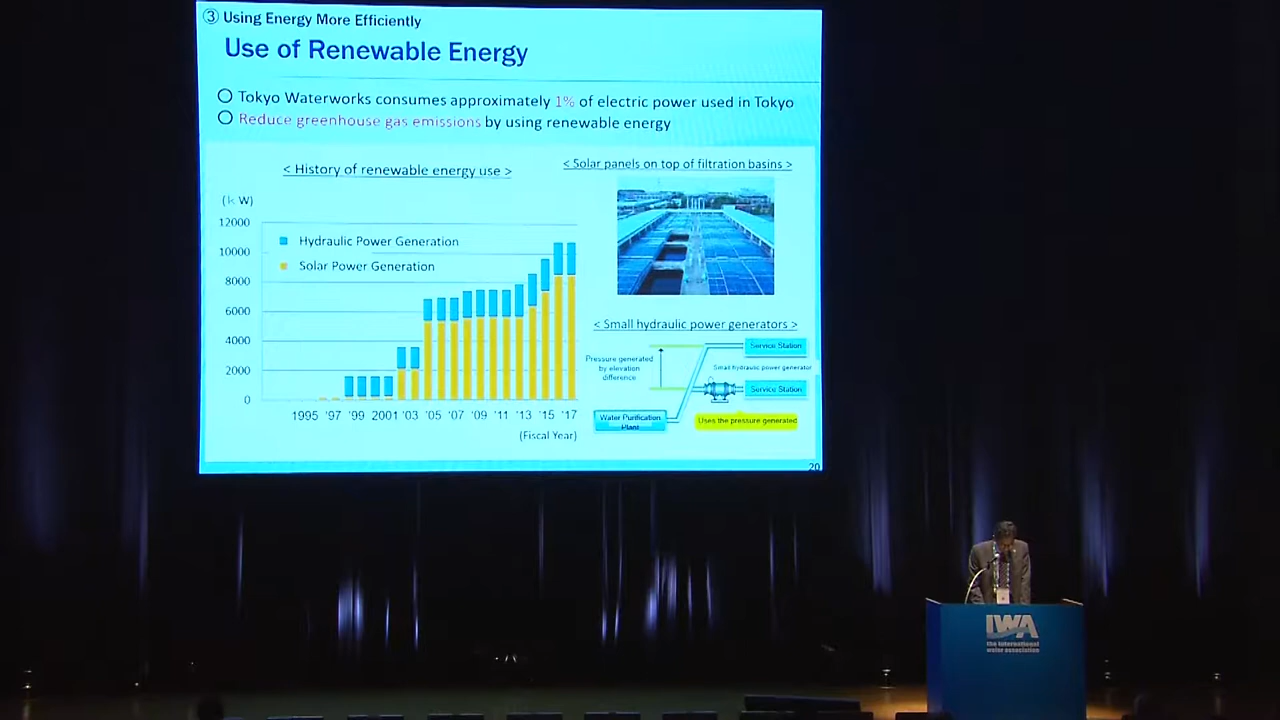 ③ Using Energy More Efficiently
Use of Renewable Energy
○ Tokyo Waterworks consumes approximately 1% of electric power used in Tokyo
○ Reduce greenhouse gas emissions by using renewable energy
< History of renewable energy use >
(k W)
12000
10000
8000
6000
4000
2000
0
Hydraulic Power Generation
Solar Power Generation
1995 '97 '99 2001 '03 '05 '07 '09 '11 '13 '15 '17
(Fiscal Year)
< Solar panels on top of filtration basins >
< Small hydraulic power generators >
Pressure generated
by elevation
difference
Service Station
Small hydraulic power generator
Service Station
Water Purification
Plant
Uses the pressure generated
20
IWA
the international
water association